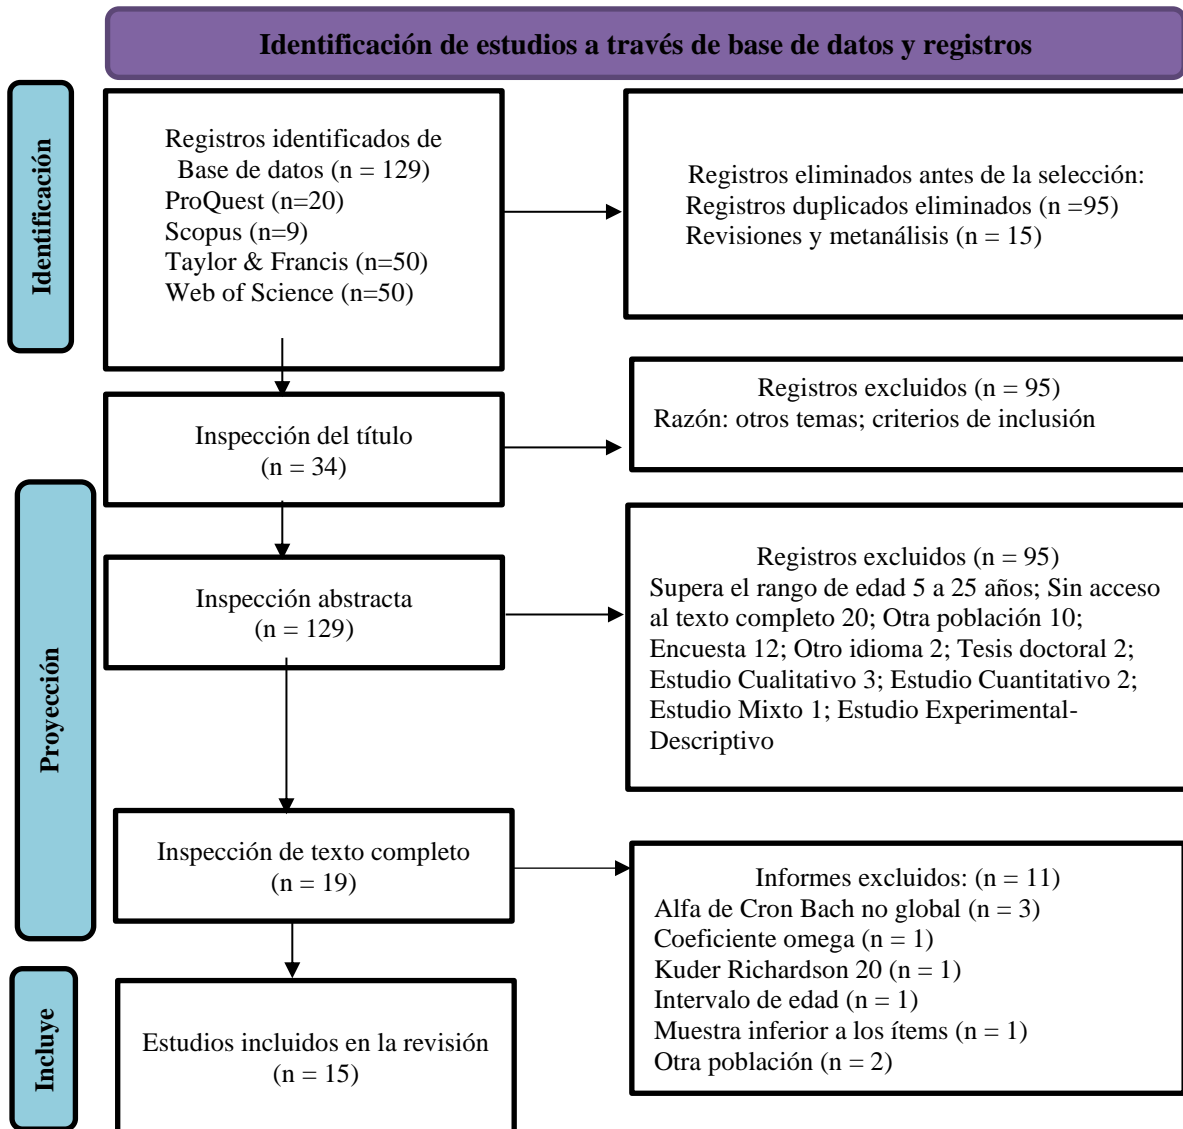 Identificación de estudios a través de base de datos y registros
Identificación
Registros identificados de
Base de datos (n = 129)
ProQuest (n=20)
Scopus (n=9)
Taylor & Francis (n=50)
Web of Science (n=50)
Registros eliminados antes de la selección:
Registros duplicados eliminados (n =95)
Revisiones y metanálisis (n = 15)
Inspección del título
(n = 34)
Registros excluidos (n = 95)
Razón: otros temas; criterios de inclusión
Proyección
Inspección abstracta
(n = 129)
Registros excluidos (n = 95)
Supera el rango de edad 5 a 25 años; Sin acceso
al texto completo 20; Otra población 10;
Encuesta 12; Otro idioma 2; Tesis doctoral 2;
Estudio Cualitativo 3; Estudio Cuantitativo 2;
Estudio Mixto 1; Estudio Experimental-
Descriptivo
Inspección de texto completo
(n = 19)
Informes excluidos: (n = 11)
Alfa de Cron Bach no global (n = 3)
Coeficiente omega (n = 1)
Kuder Richardson 20 (n = 1)
Intervalo de edad (n = 1)
Muestra inferior a los ítems (n = 1)
Otra población (n = 2)
Incluye
Estudios incluidos en la revisión
(n = 15)